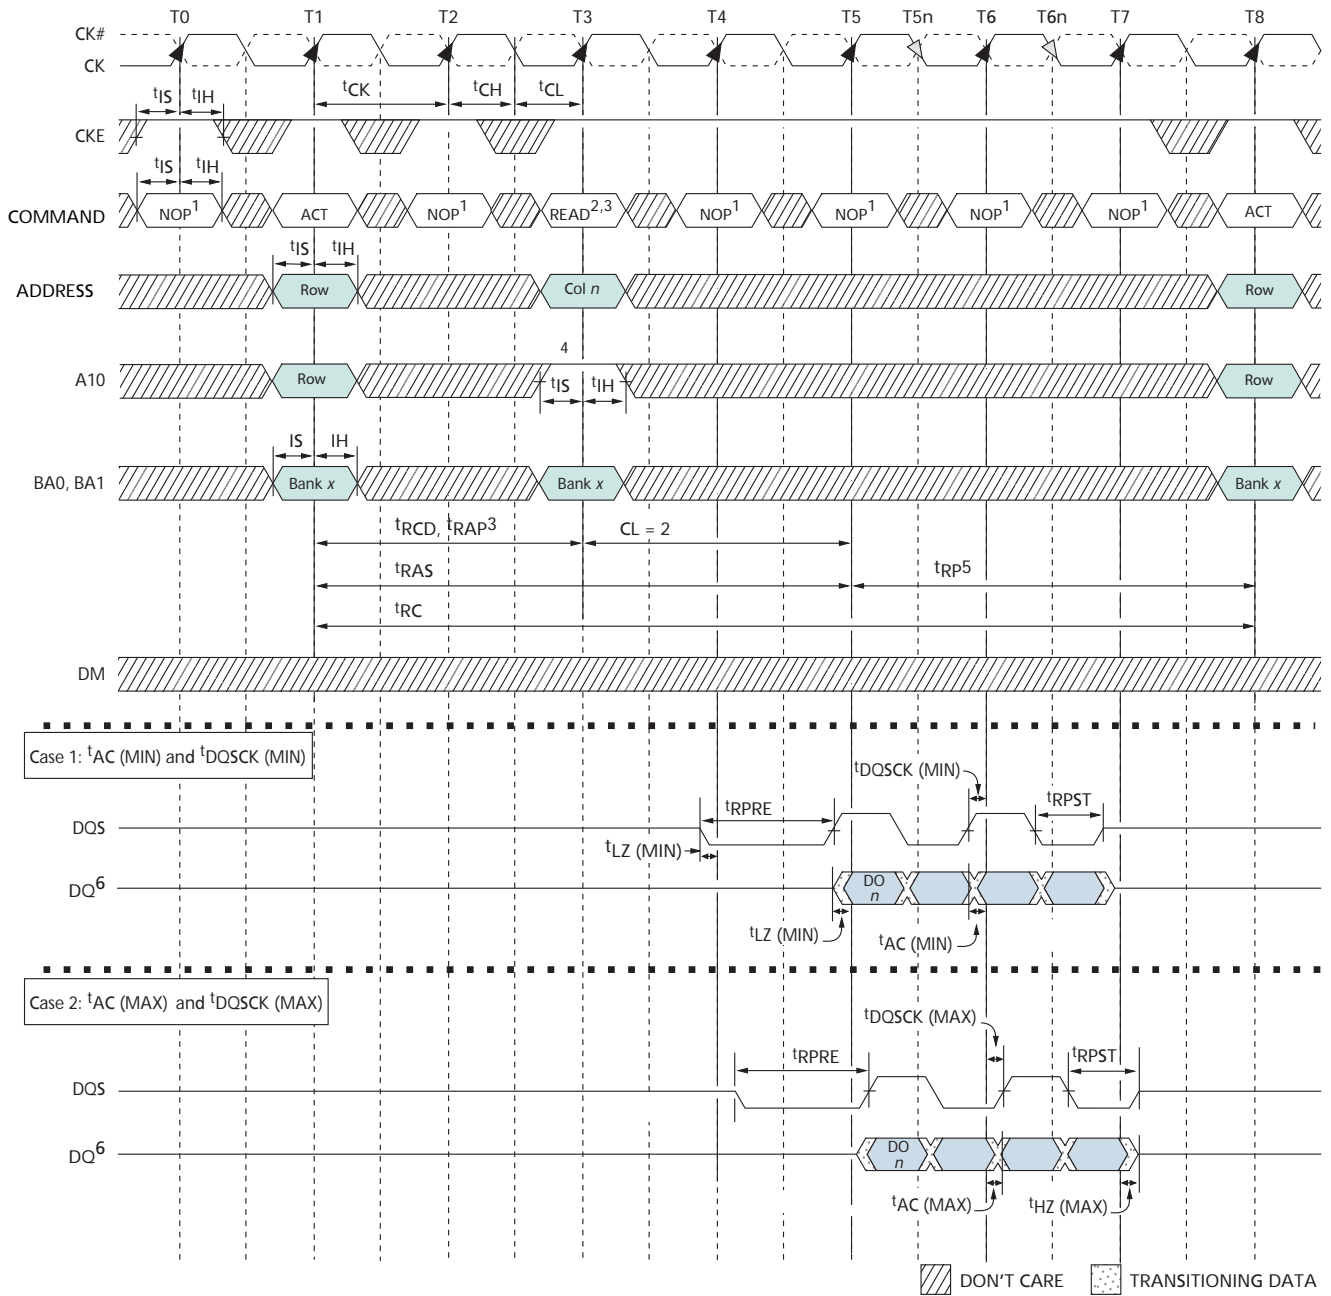 T0 T1 T2 T3 T4 T5 T5n T6 T6n T7 T8
CK#
CK
tIS tIH tCK tCH tCL
CKE
tIS tIH
COMMAND NOP1 ACT NOP1 READ2,3 NOP1 NOP1 NOP1 NOP1 ACT
tIS tIH
ADDRESS Row Col n Row
4
A10 Row tIS tIH Row
IS IH
BA0, BA1 Bank x Bank x Bank x
tRCD, tRAP3 CL = 2
tRAS tRP5
tRC
DM
Case 1: tAC (MIN) and tDQSCK (MIN)
tDQSCK (MIN)
tRPRE tRPST
DQS
tLZ (MIN)
DQ6 DO
n
tLZ (MIN) tAC (MIN)
Case 2: tAC (MAX) and tDQSCK (MAX)
tDQSCK (MAX)
tRPRE tRPST
DQS
DQ6 DO
n
tAC (MAX) tHZ (MAX)
DON'T CARE TRANSITIONING DATA